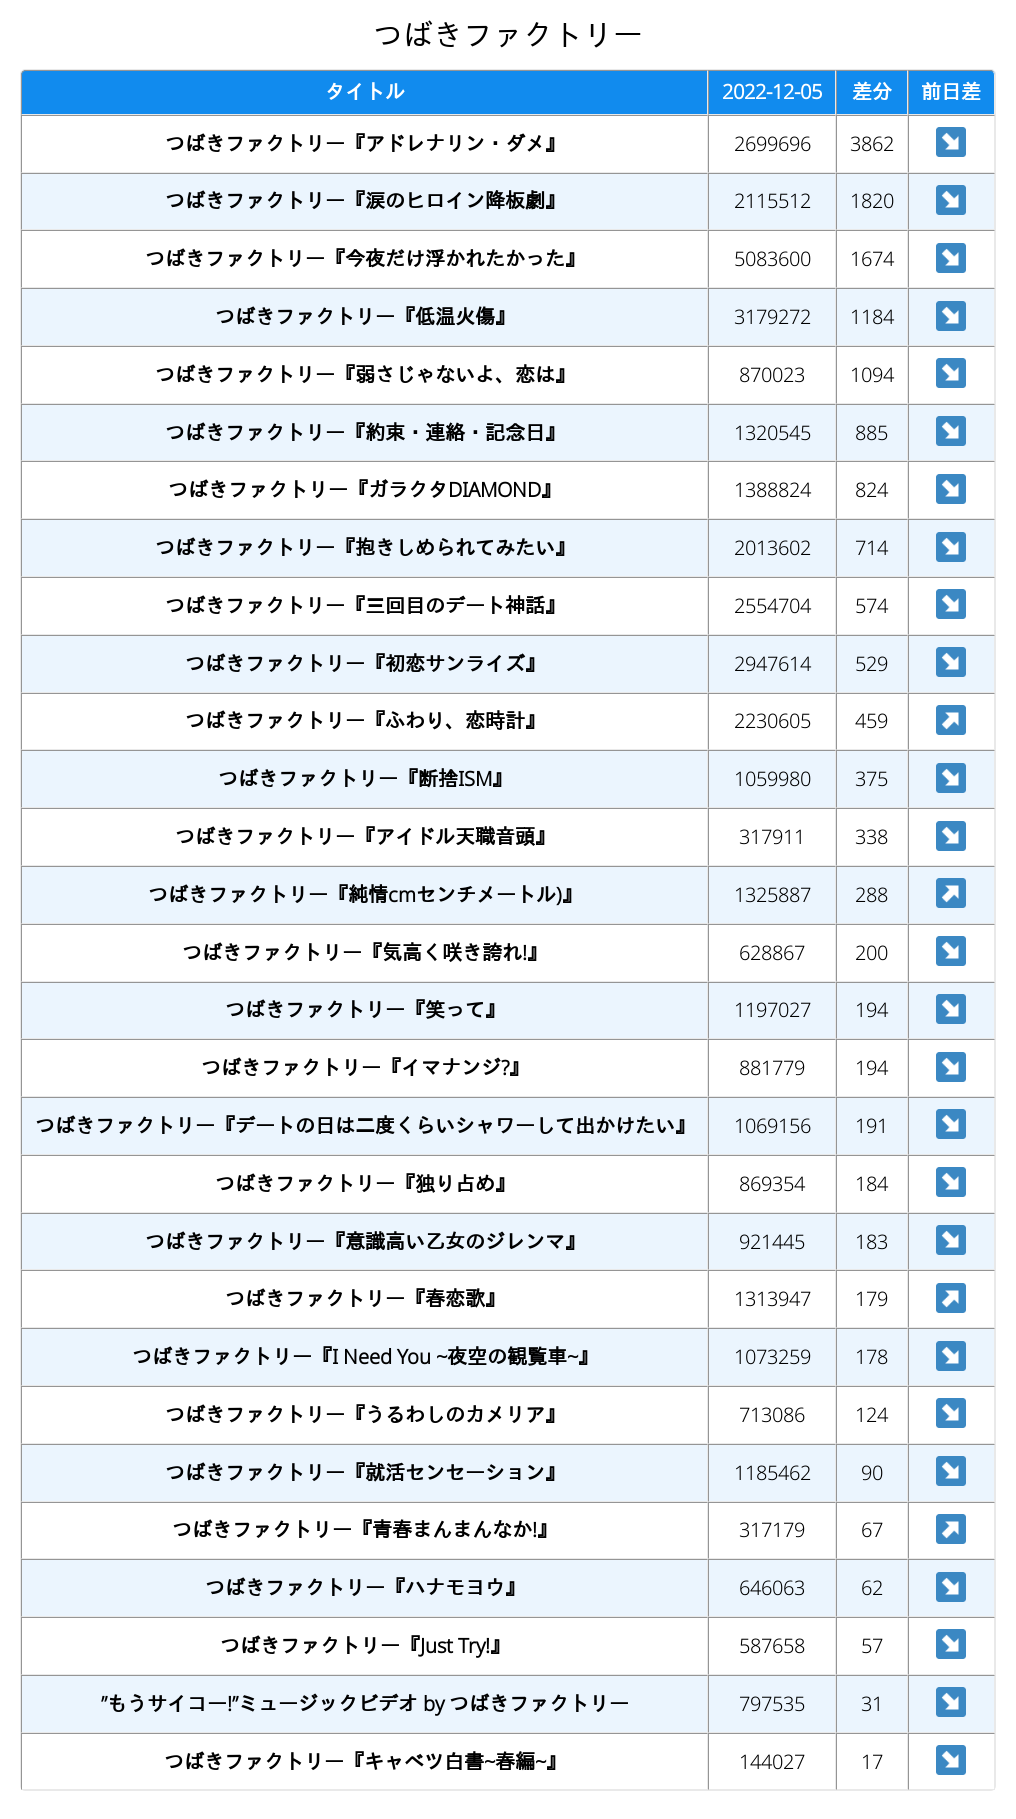 つばきファクトリー
タイトル 2022-12-05 差分 前日差
つばきファクトリー『アドレナリン・ダメ』 2699696 3862 ↘
つばきファクトリー『涙のヒロイン降板劇』 2115512 1820 ↘
つばきファクトリー『今夜だけ浮かれたかった』 5083600 1674 ↘
つばきファクトリー『低温火傷』 3179272 1184 ↘
つばきファクトリー『弱さじゃないよ、恋は』 870023 1094 ↘
つばきファクトリー『約束・連絡・記念日』 1320545 885 ↘
つばきファクトリー『ガラクタDIAMOND』 1388824 824 ↘
つばきファクトリー『抱きしめられてみたい』 2013602 714 ↘
つばきファクトリー『三回目のデート神話』 2554704 574 ↘
つばきファクトリー『初恋サンライズ』 2947614 529 ↘
つばきファクトリー『ふわり、恋時計』 2230605 459 ↗
つばきファクトリー『断捨ISM』 1059980 375 ↘
つばきファクトリー『アイドル天職音頭』 317911 338 ↘
つばきファクトリー『純情cmセンチメートル)』 1325887 288 ↗
つばきファクトリー『気高く咲き誇れ!』 628867 200 ↘
つばきファクトリー『笑って』 1197027 194 ↘
つばきファクトリー『イマナンジ?』 881779 194 ↘
つばきファクトリー『デートの日は二度くらいシャワーして出かけたい』 1069156 191 ↘
つばきファクトリー『独り占め』 869354 184 ↘
つばきファクトリー『意識高い乙女のジレンマ』 921445 183 ↘
つばきファクトリー『春恋歌』 1313947 179 ↗
つばきファクトリー『I Need You ~夜空の観覧車~』 1073259 178 ↘
つばきファクトリー『うるわしのカメリア』 713086 124 ↘
つばきファクトリー『就活センセーション』 1185462 90 ↘
つばきファクトリー『青春まんまんなか!』 317179 67 ↗
つばきファクトリー『ハナモヨウ』 646063 62 ↘
つばきファクトリー『Just Try!』 587658 57 ↘
”もうサイコー!”ミュージックビデオ by つばきファクトリー 797535 31 ↘
つばきファクトリー『キャベツ白書~春編~』 144027 17 ↘